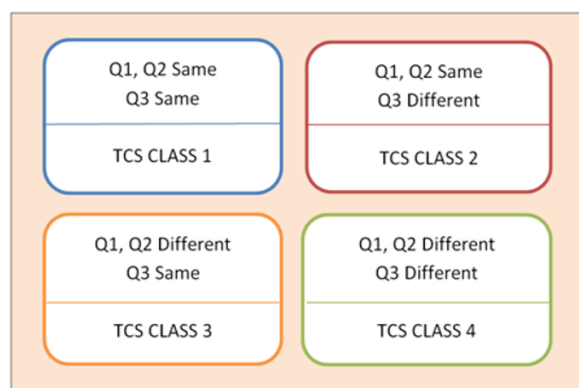 Q1, Q2 Same
Q3 Same
TCS CLASS 1
Q1, Q2 Same
Q3 Different
TCS CLASS 2
Q1, Q2 Different
Q3 Same
TCS CLASS 3
Q1, Q2 Different
Q3 Different
TCS CLASS 4